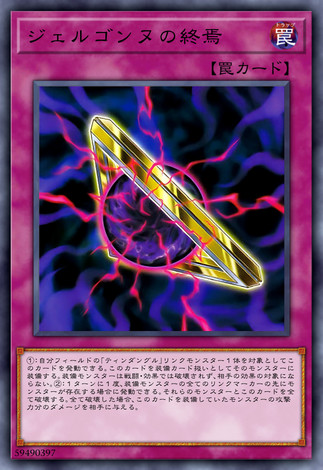 ジェルゴンヌの終焉
トラップ
罠
【罠カード】
①：自分フィールドの「ティンダングル」リンクモンスター１体を対象としてこ
のカードを発動できる。このカードを装備カード扱いとしてそのモンスターに
装備する。装備モンスターは戦闘・効果では破壊されず、相手の効果の対象にな
らない。②：１ターンに１度、装備モンスターの全てのリンクマーカーの先にモン
スターが存在する場合に発動できる。それらのモンスターとこのカードを全
て破壊する。全て破壊した場合、このカードを装備していたモンスターの攻撃
力分のダメージを相手に与える。
59490397